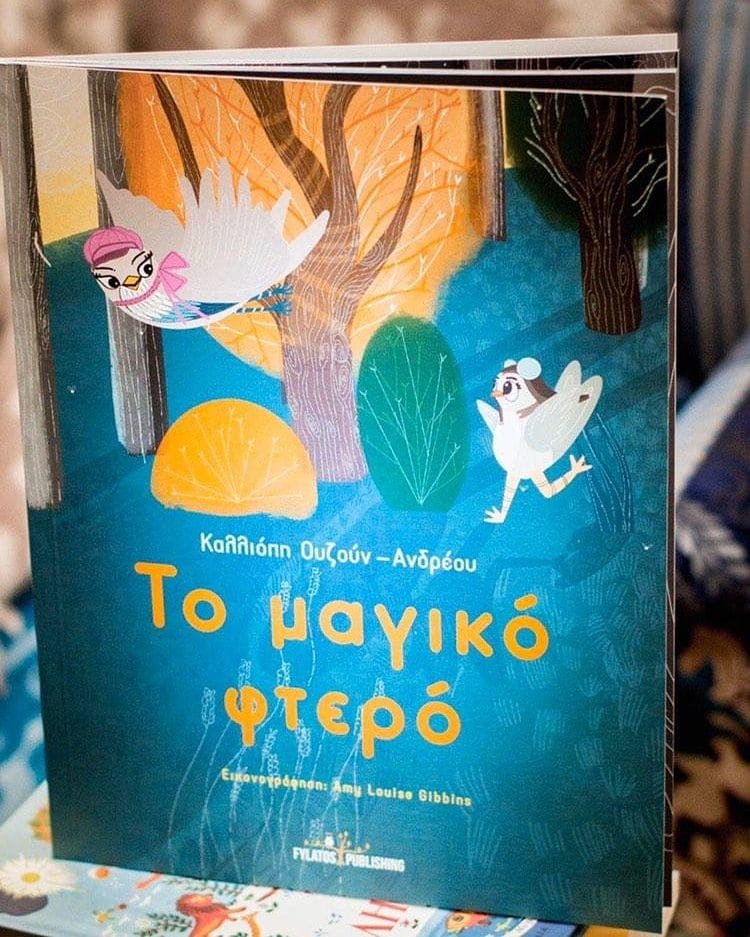 Καλλιόπη Ουζούν – Ανδρέου
Το μαγικό
φτερό
Εικονογράφηση: Amy Louise Gibbins
FYLATOS PUBLISHING